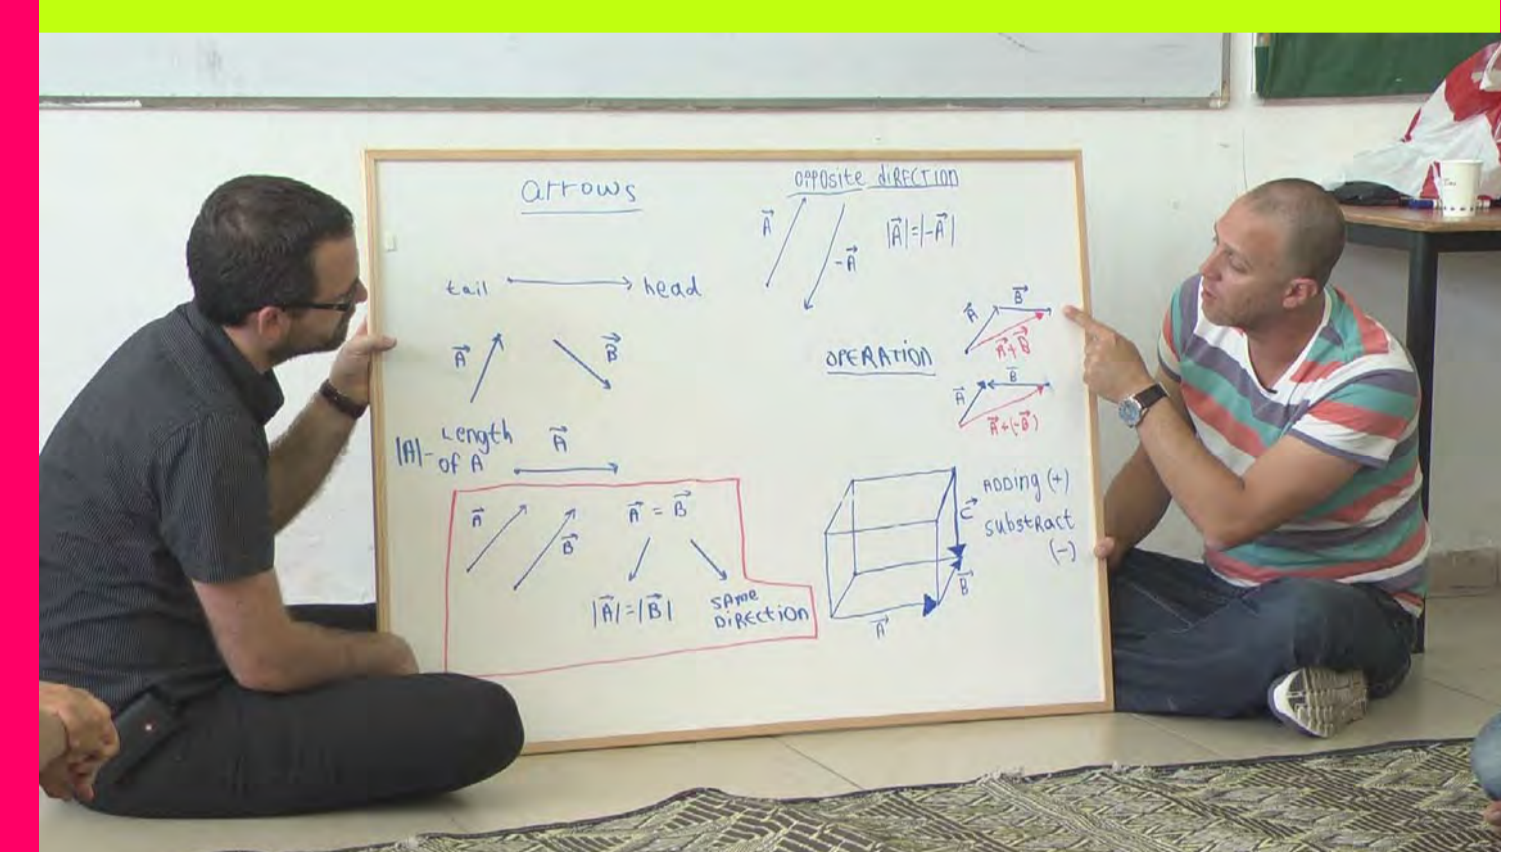 arrows
tail → head
A⃗
B⃗
|A|- Length
of A
A⃗
A⃗
B⃗
A⃗ = B⃗
|A⃗|=|B⃗|
SAME
DIRECTION
OPPOSITE DIRECTION
A⃗
-A⃗
|A⃗|=|-A⃗|
OPERATION
A⃗
B⃗
A⃗+B⃗
A⃗
B
A⃗+(-B⃗)
ADDING (+)
SUBSTRACT
(-)
C⃗
B⃗
A⃗